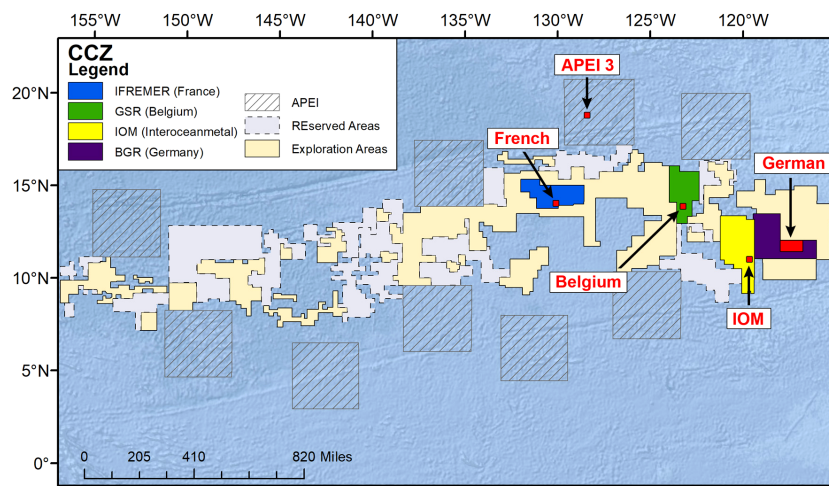 155°W 150°W 145°W 140°W 135°W 130°W 125°W 120°W
CCZ
Legend
IFREMER (France)
GSR (Belgium)
IOM (Interoceanmetal)
BGR (Germany)
APEI
REserved Areas
Exploration Areas
APEI 3
French
German
Belgium
IOM
20°N
15°N
10°N
5°N
0°
0 205 410 820 Miles